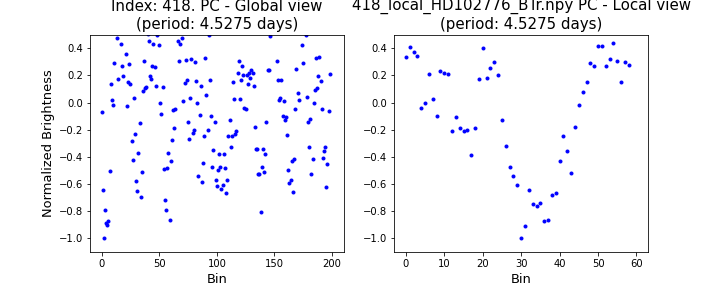 Index: 418. PC - Global view
(period: 4.5275 days)
418_local_HD102776_BTr.npy PC - Local view
(period: 4.5275 days)
Normalized Brightness
0.4
0.2
0.0
−0.2
−0.4
−0.6
−0.8
−1.0
0 50 100 150 200
Bin
0.4
0.2
0.0
−0.2
−0.4
−0.6
−0.8
−1.0
0 10 20 30 40 50 60
Bin